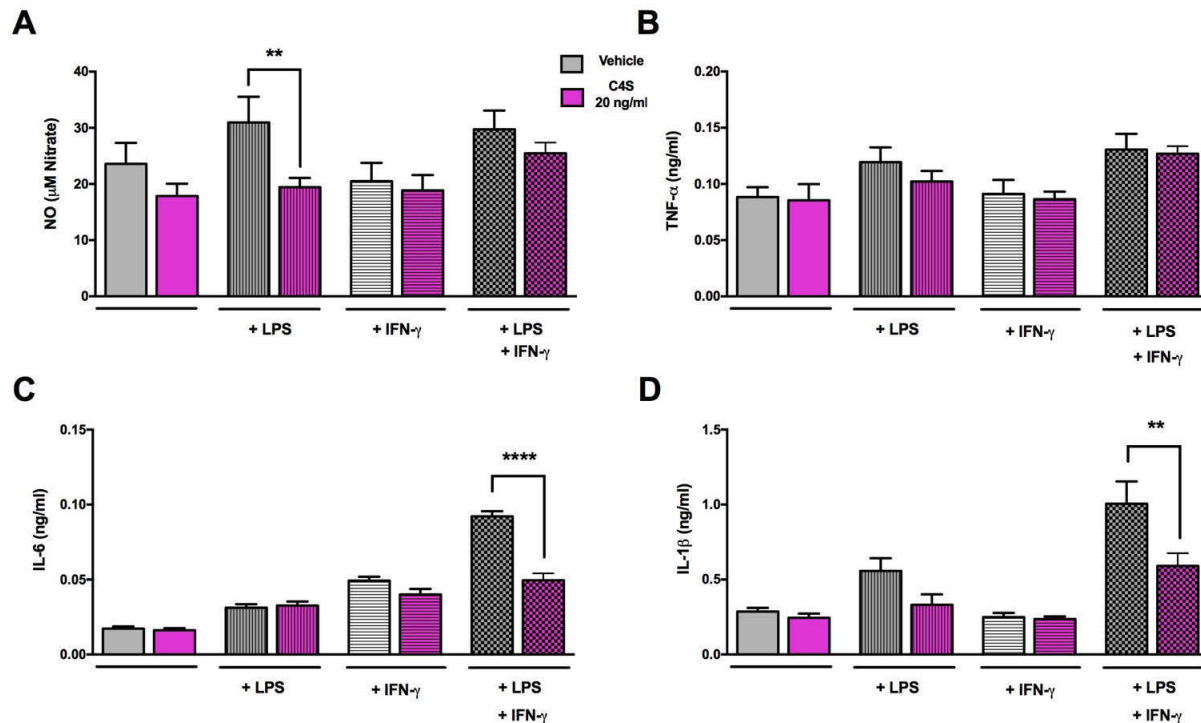 A
NO (μM Nitrate)
40
30
20
10
0
**
Vehicle
C4S
20 ng/ml
+ LPS
+ IFN-γ
+ LPS
+ IFN-γ
B
TNF-α (ng/ml)
0.20
0.15
0.10
0.05
0.00
+ LPS
+ IFN-γ
+ LPS
+ IFN-γ
C
IL-6 (ng/ml)
0.15
0.10
0.05
0.00
****
+ LPS
+ IFN-γ
+ LPS
+ IFN-γ
D
IL-1β (ng/ml)
1.5
1.0
0.5
0.0
**
+ LPS
+ IFN-γ
+ LPS
+ IFN-γ